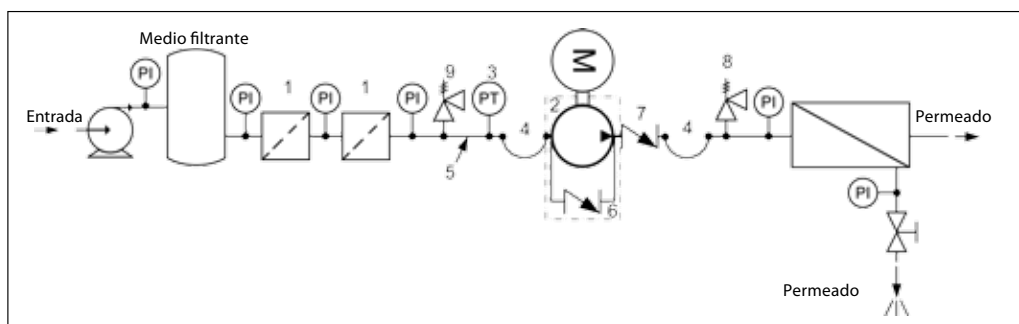 Medio filtrante
Entrada
PI
PI
1
PI
1
PI
9
3
PT
5
4
M
2
6
7
4
8
PI
Permeado
PI
Permeado